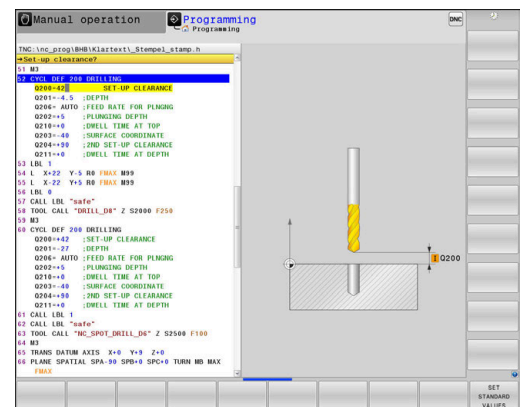 Manual operation
Programming
Programming
DNC
TNC:\nc_prog\BHB\Klartext\_Stempel_stamp.h
→Set-up clearance?
51 M3
52 CYCL DEF 200 DRILLING
Q200=42 SET-UP CLEARANCE
Q201=-4.5 ;DEPTH
Q206= AUTO ;FEED RATE FOR PLNGNG
Q202=+5 ;PLUNGING DEPTH
Q210=+0 ;DWELL TIME AT TOP
Q203=-40 ;SURFACE COORDINATE
Q204=+90 ;2ND SET-UP CLEARANCE
Q211=+0 ;DWELL TIME AT DEPTH
53 LBL 1
54 L X+22 Y-5 R0 FMAX M99
55 L X-22 Y+5 R0 FMAX M99
56 LBL 0
57 CALL LBL "safe"
58 TOOL CALL "DRILL_D8" Z S2000 F250
59 M3
60 CYCL DEF 200 DRILLING
Q200=+42 ;SET-UP CLEARANCE
Q201=-27 ;DEPTH
Q206= AUTO ;FEED RATE FOR PLNGNG
Q202=+5 ;PLUNGING DEPTH
Q210=+0 ;DWELL TIME AT TOP
Q203=-40 ;SURFACE COORDINATE
Q204=+90 ;2ND SET-UP CLEARANCE
Q211=+0 ;DWELL TIME AT DEPTH
61 CALL LBL 1
62 CALL LBL "safe"
63 TOOL CALL "NC_SPOT_DRILL_D6" Z S2500 F100
64 M3
65 TRANS DATUM AXIS X+0 Y+9 Z+0
66 PLANE SPATIAL SPA-90 SPB+0 SPC+0 TURN MB MAX
FMAX
Q200
SET
STANDARD
VALUES